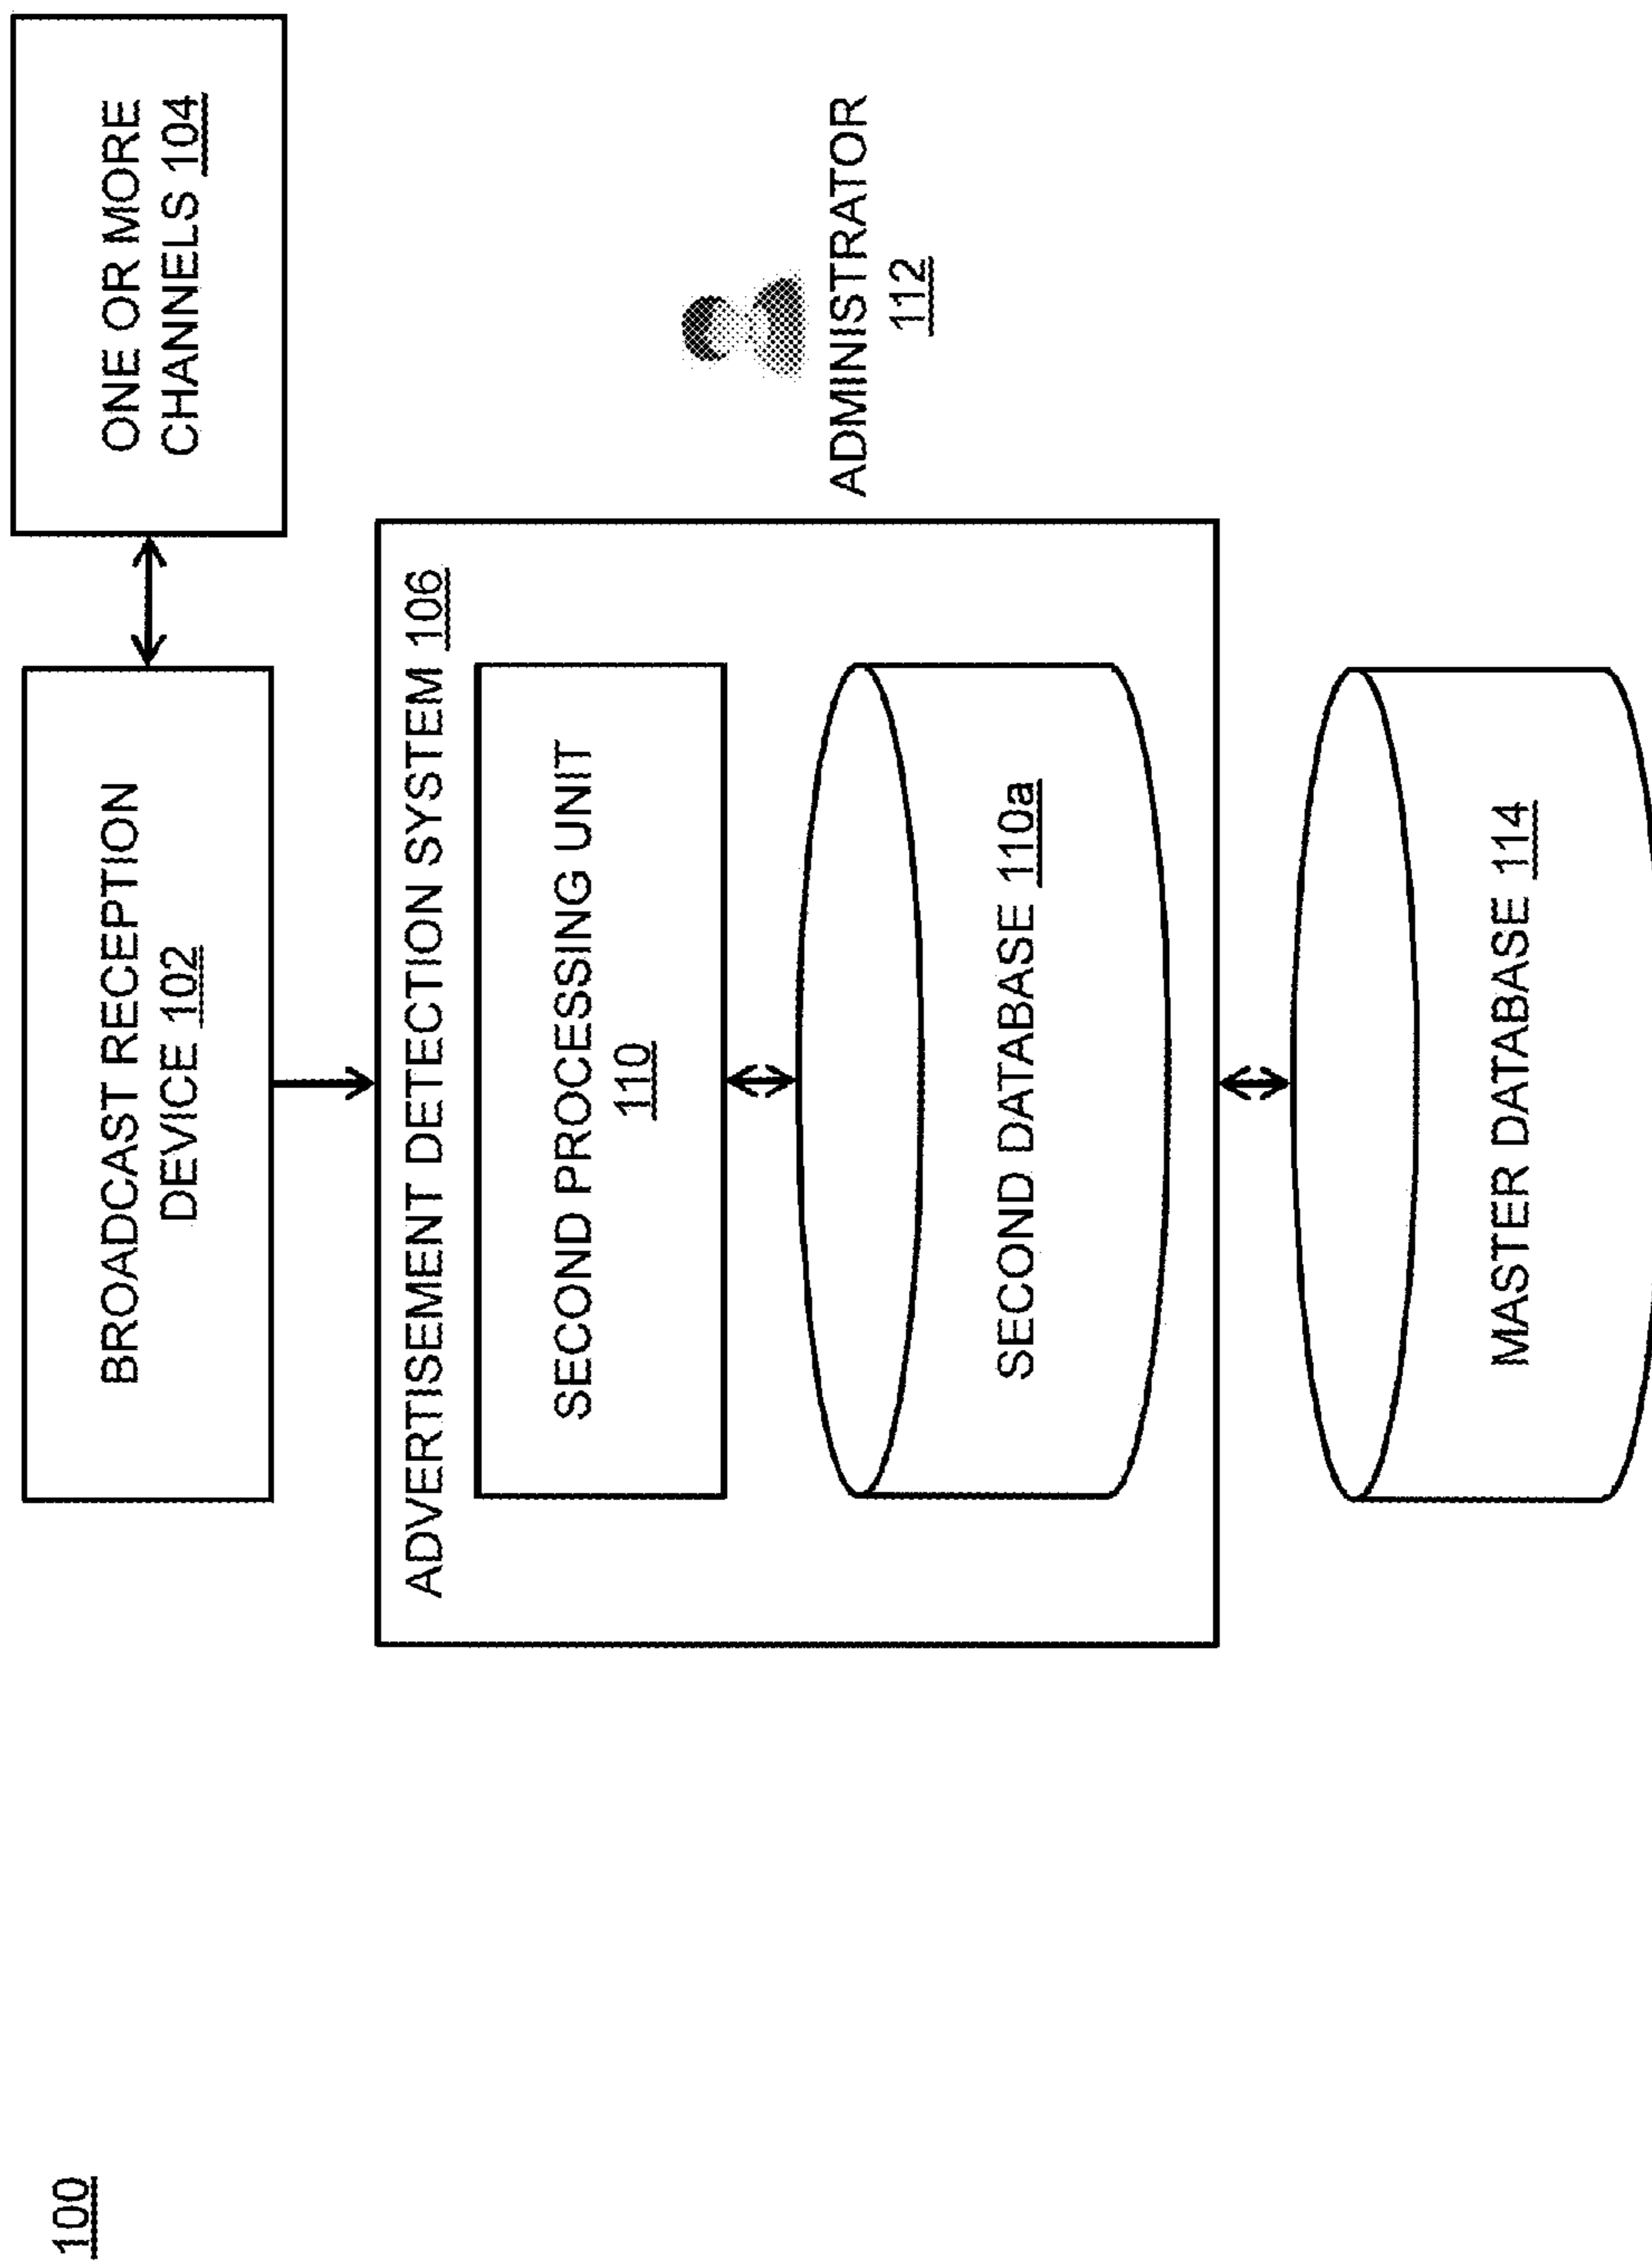 100
BROADCAST RECEPTION
DEVICE 102
ONE OR MORE
CHANNELS 104
ADVERTISEMENT DETECTION SYSTEM 106
SECOND PROCESSING UNIT
110
SECOND DATABASE 110a
ADMINISTRATOR
112
MASTER DATABASE 114